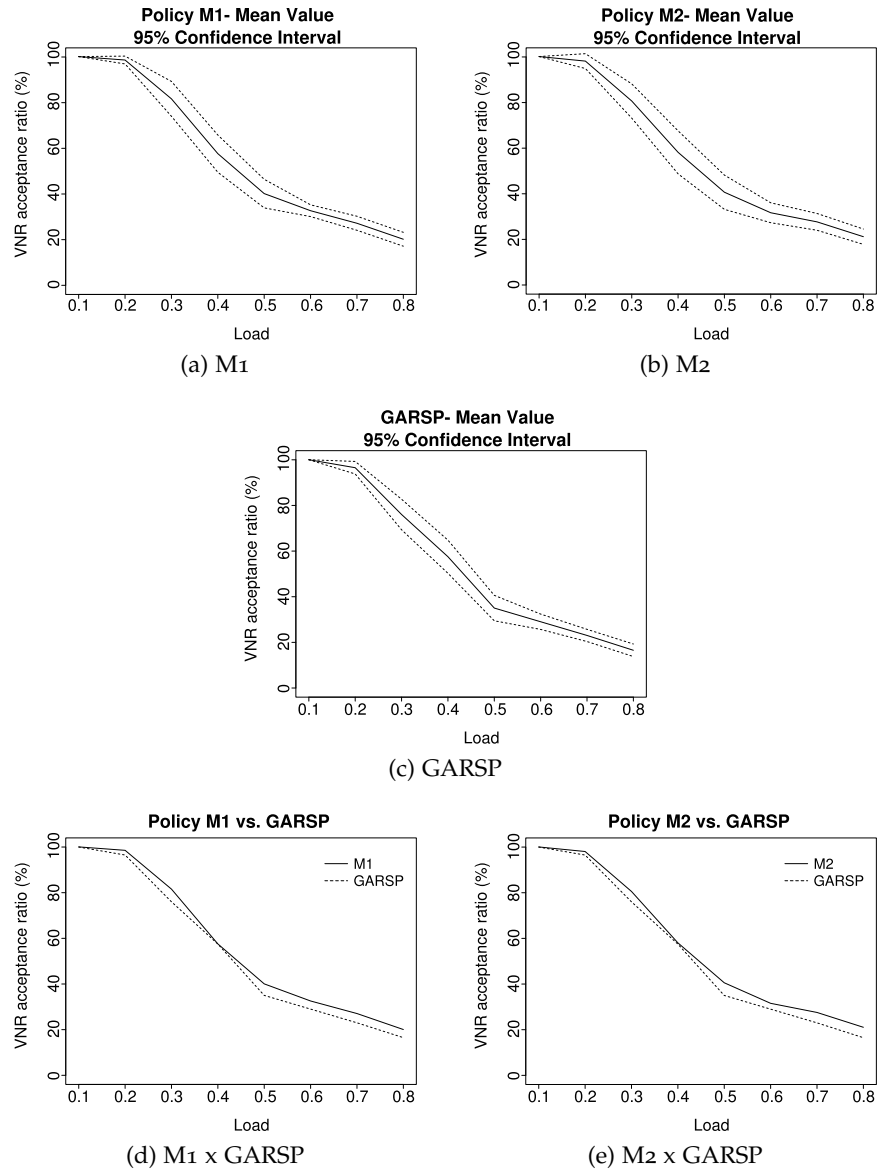 Policy M1- Mean Value
95% Confidence Interval
VNR acceptance ratio (%)
0 20 40 60 80 100
0.1 0.2 0.3 0.4 0.5 0.6 0.7 0.8
Load
(a) M1
Policy M2- Mean Value
95% Confidence Interval
VNR acceptance ratio (%)
0 20 40 60 80 100
0.1 0.2 0.3 0.4 0.5 0.6 0.7 0.8
Load
(b) M2
GARSP- Mean Value
95% Confidence Interval
VNR acceptance ratio (%)
0 20 40 60 80 100
0.1 0.2 0.3 0.4 0.5 0.6 0.7 0.8
Load
(c) GARSP
Policy M1 vs. GARSP
M1
GARSP
VNR acceptance ratio (%)
0 20 40 60 80 100
0.1 0.2 0.3 0.4 0.5 0.6 0.7 0.8
Load
(d) M1 x GARSP
Policy M2 vs. GARSP
M2
GARSP
VNR acceptance ratio (%)
0 20 40 60 80 100
0.1 0.2 0.3 0.4 0.5 0.6 0.7 0.8
Load
(e) M2 x GARSP